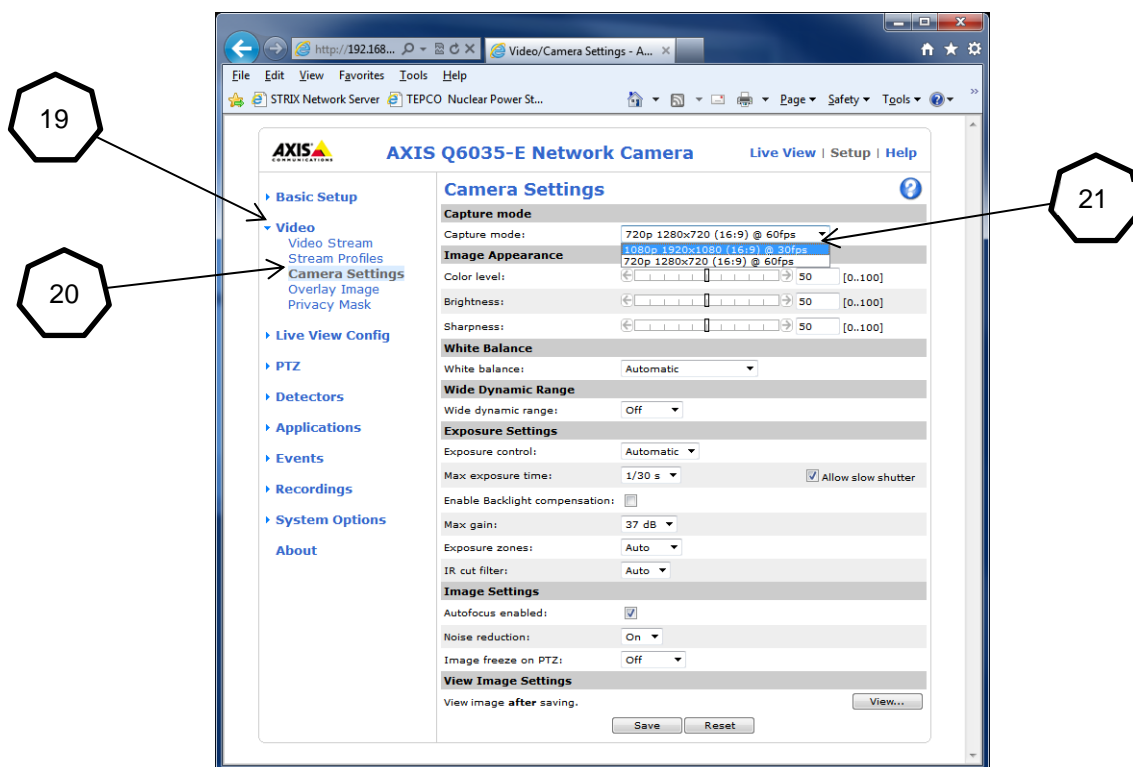 http://192.168...
Video/Camera Settings - A...
File Edit View Favorites Tools Help
STRIX Network Server TEPCO Nuclear Power St...
Page Safety Tools
19
20
21
AXIS
COMMUNICATIONS
AXIS Q6035-E Network Camera
Live View | Setup | Help
Basic Setup
Video
Video Stream
Stream Profiles
Camera Settings
Overlay Image
Privacy Mask
Live View Config
PTZ
Detectors
Applications
Events
Recordings
System Options
About
Camera Settings
Capture mode
Capture mode: 720p 1280x720 (16:9) @ 60fps
1080p 1920x1080 (16:9) @ 30fps
720p 1280x720 (16:9) @ 60fps
Image Appearance
Color level: 50 [0..100]
Brightness: 50 [0..100]
Sharpness: 50 [0..100]
White Balance
White balance: Automatic
Wide Dynamic Range
Wide dynamic range: Off
Exposure Settings
Exposure control: Automatic
Max exposure time: 1/30 s Allow slow shutter
Enable Backlight compensation:
Max gain: 37 dB
Exposure zones: Auto
IR cut filter: Auto
Image Settings
Autofocus enabled:
Noise reduction: On
Image freeze on PTZ: Off
View Image Settings
View image after saving. View...
Save Reset